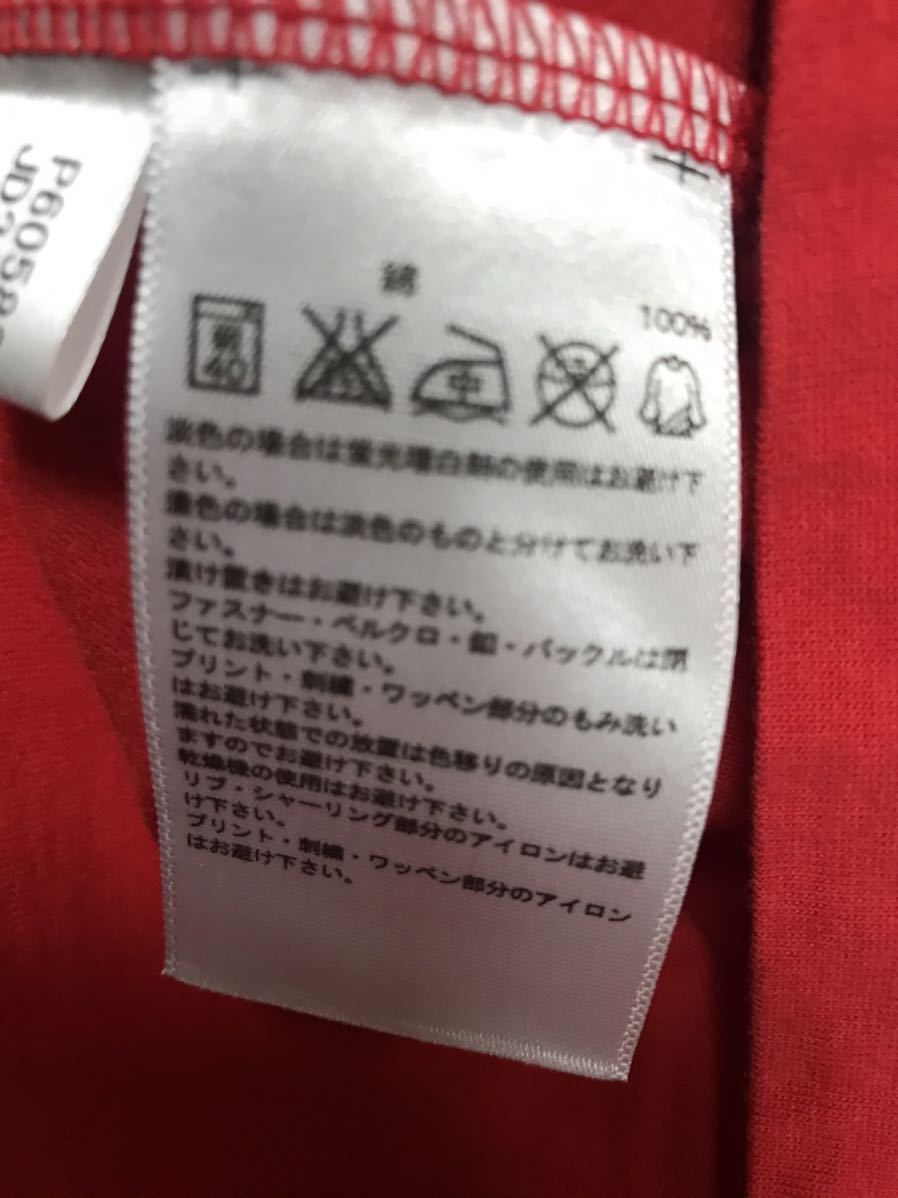 P6058
JD2
綿
100%
弱
40
中
淡色の場合は蛍光増白剤の使用はお避け下
さい。
濃色の場合は淡色のものと分けてお洗い下
さい。
漬け置きはお避け下さい。
ファスナー・ベルクロ・釦・バックルは閉
じてお洗い下さい。
プリント・刺繍・ワッペン部分のもみ洗い
はお避け下さい。
濡れた状態での放置は色移りの原因となり
ますのでお避け下さい。
乾燥機の使用はお避け下さい。
リブ・シャーリング部分のアイロンはお避
け下さい。
プリント・刺繍・ワッペン部分のアイロン
はお避け下さい。